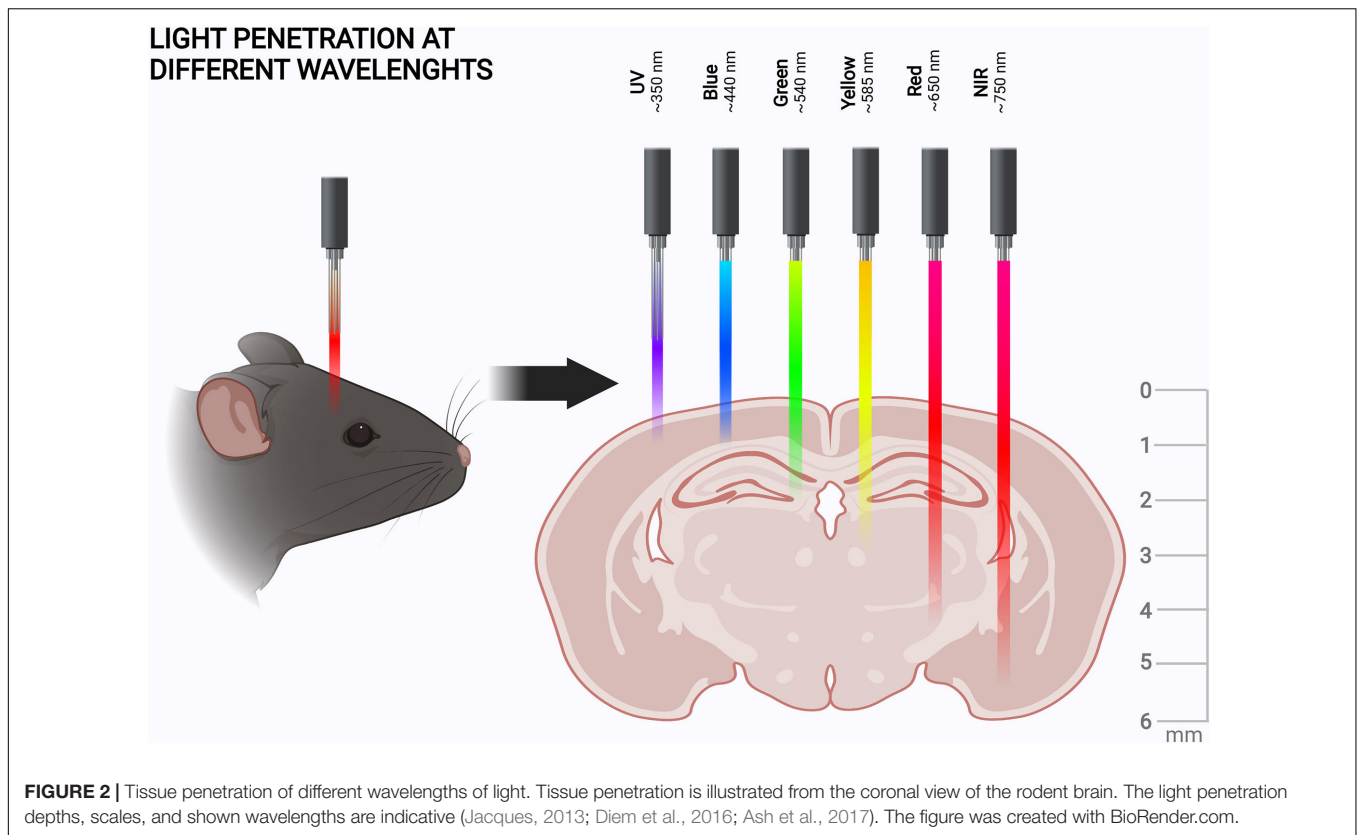 LIGHT PENETRATION AT
DIFFERENT WAVELENGHTS
UV
~350 nm
Blue
~440 nm
Green
~540 nm
Yellow
~585 nm
Red
~650 nm
NIR
~750 nm
0
1
2
3
4
5
6
mm
FIGURE 2 | Tissue penetration of different wavelengths of light. Tissue penetration is illustrated from the coronal view of the rodent brain. The light penetration
depths, scales, and shown wavelengths are indicative (Jacques, 2013; Diem et al., 2016; Ash et al., 2017). The figure was created with BioRender.com.